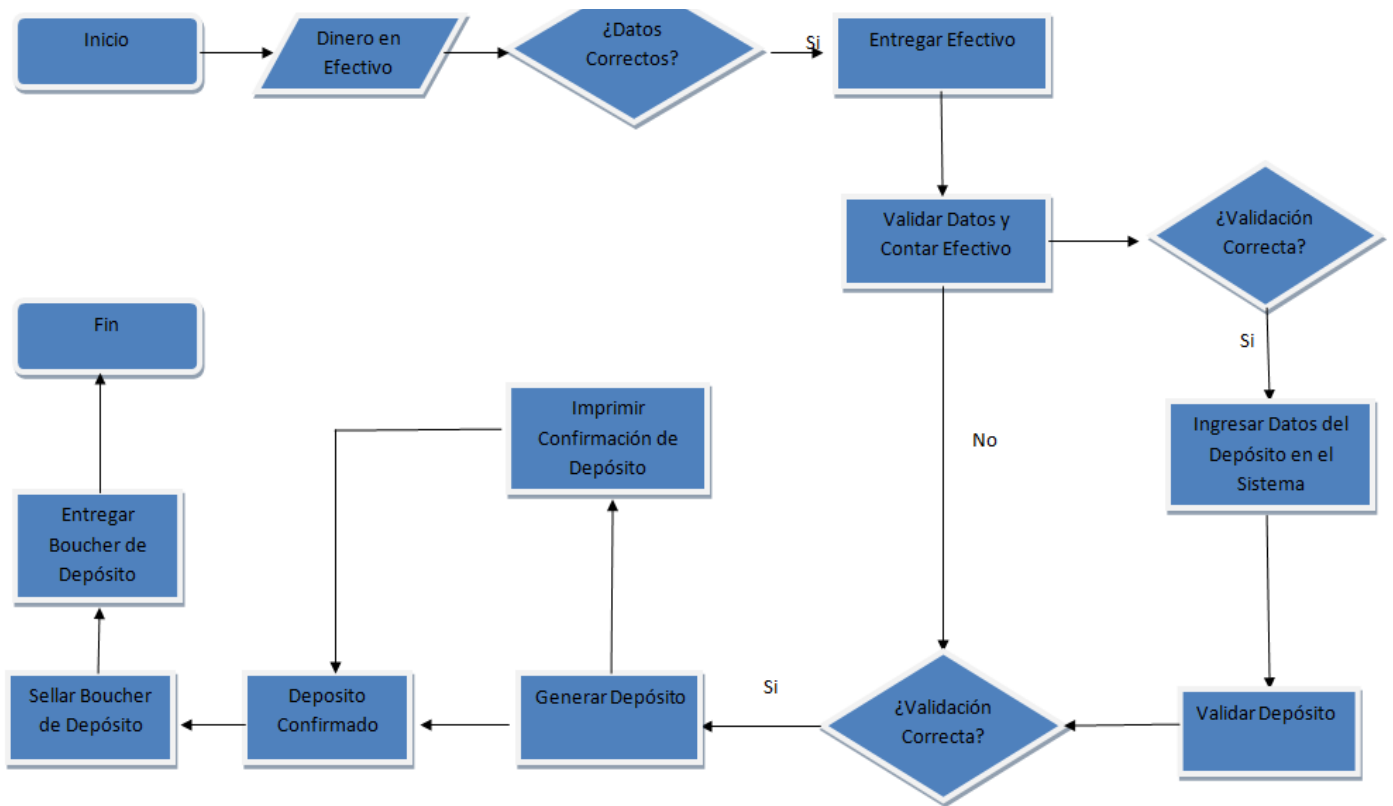 Inicio
Dinero en
Efectivo
¿Datos
Correctos?
Si
Entregar Efectivo
Validar Datos y
Contar Efectivo
¿Validación
Correcta?
Si
Ingresar Datos del
Depósito en el
Sistema
No
Validar Depósito
¿Validación
Correcta?
Si
Generar Depósito
Imprimir
Confirmación de
Depósito
Deposito
Confirmado
Sellar Boucher
de Depósito
Entregar
Boucher de
Depósito
Fin